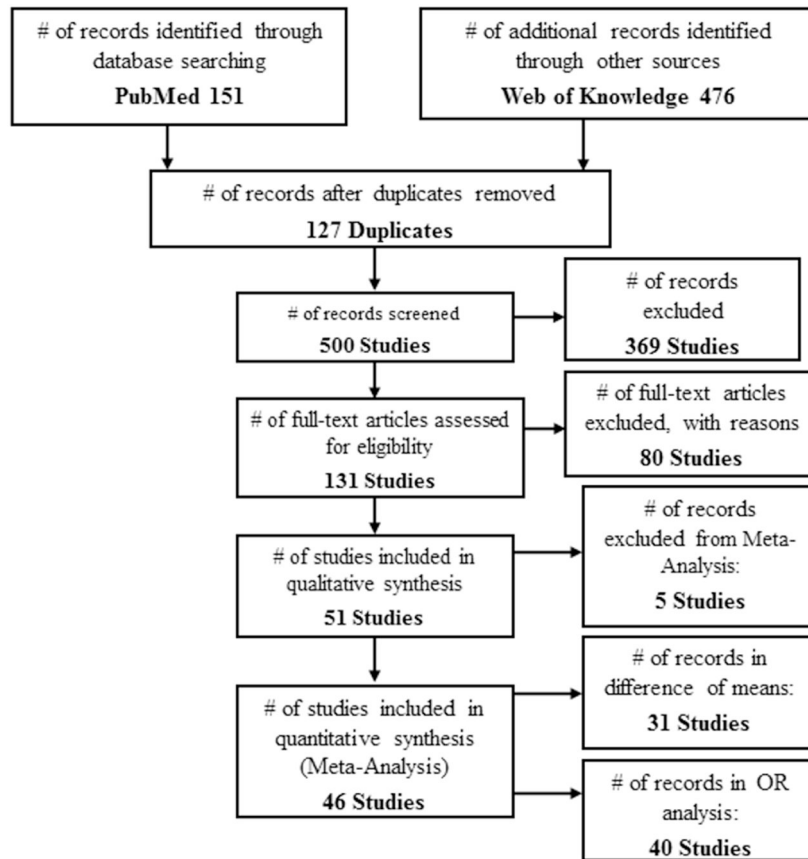 # of records identified through
database searching
PubMed 151
# of additional records identified
through other sources
Web of Knowledge 476
# of records after duplicates removed
127 Duplicates
# of records screened
500 Studies
# of records
excluded
369 Studies
# of full-text articles assessed
for eligibility
131 Studies
# of full-text articles
excluded, with reasons
80 Studies
# of studies included in
qualitative synthesis
51 Studies
# of records
excluded from Meta-
Analysis:
5 Studies
# of studies included in
quantitative synthesis
(Meta-Analysis)
46 Studies
# of records in
difference of means:
31 Studies
# of records in OR
analysis:
40 Studies